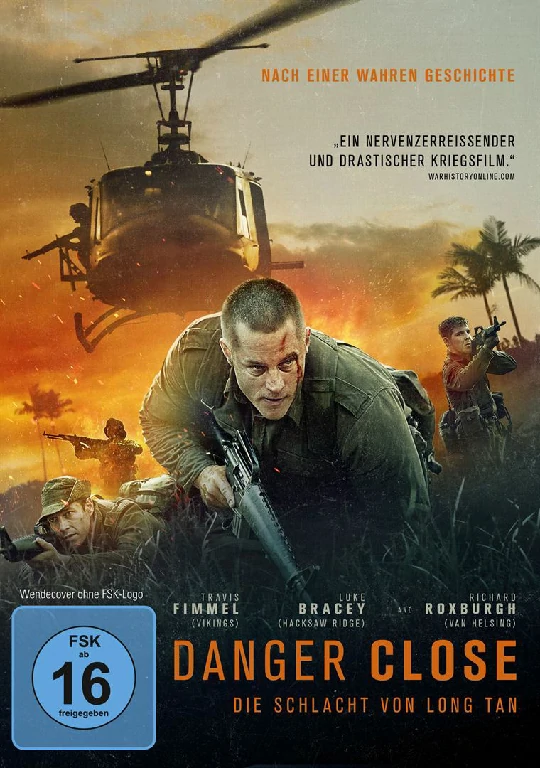 NACH EINER WAHREN GESCHICHTE
„EIN NERVENZERREISSENDER
UND DRASTISCHER KRIEGSFILM.“
WARHISTORYONLINE.COM
Wendecover ohne FSK-Logo
TRAVIS FIMMEL (VIKINGS)
LUKE BRACEY (HACKSAW RIDGE)
AND RICHARD ROXBURGH (VAN HELSING)
FSK
ab
16
freigegeben
DANGER CLOSE
DIE SCHLACHT VON LONG TAN